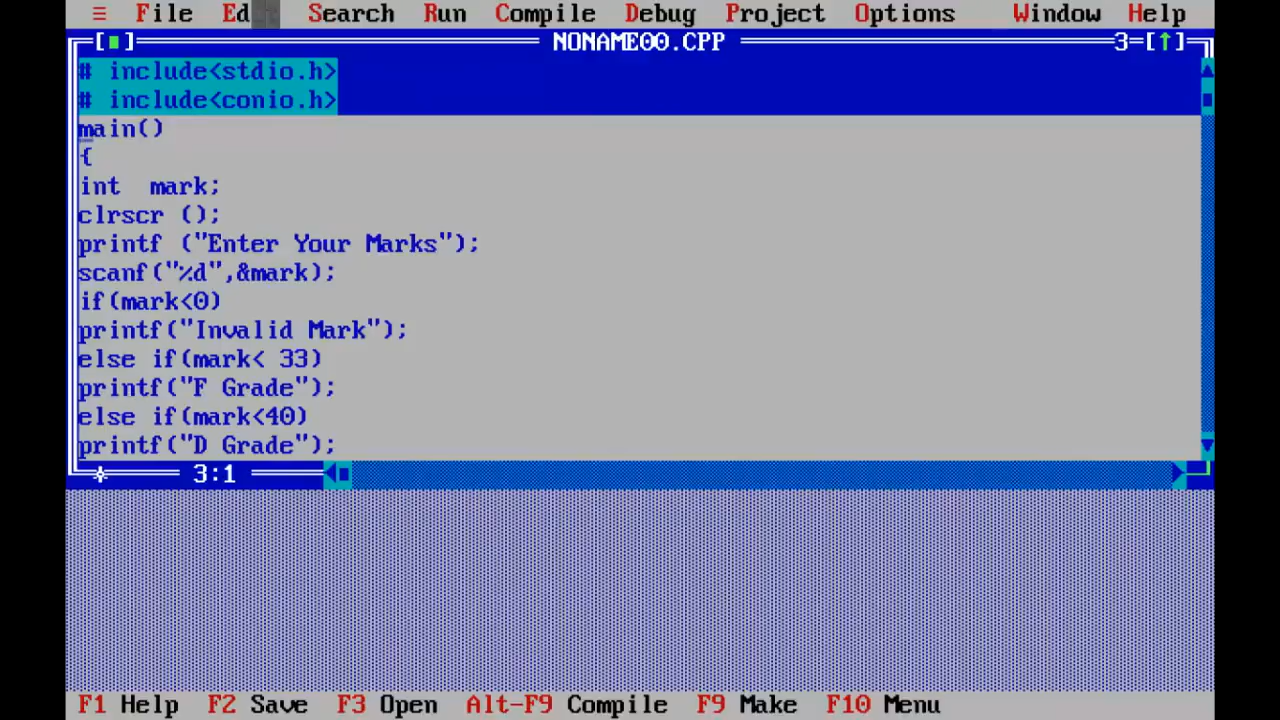 ≡ File Ed Search Run Compile Debug Project Options Window Help
[■] NONAME00.CPP 3=[↑]
# include<stdio.h>
# include<conio.h>
main()
{
int  mark;
clrscr ();
printf ("Enter Your Marks");
scanf("%d",&mark);
if(mark<0)
printf("Invalid Mark");
else if(mark< 33)
printf("F Grade");
else if(mark<40)
printf("D Grade");
3:1
F1 Help F2 Save F3 Open Alt-F9 Compile F9 Make F10 Menu